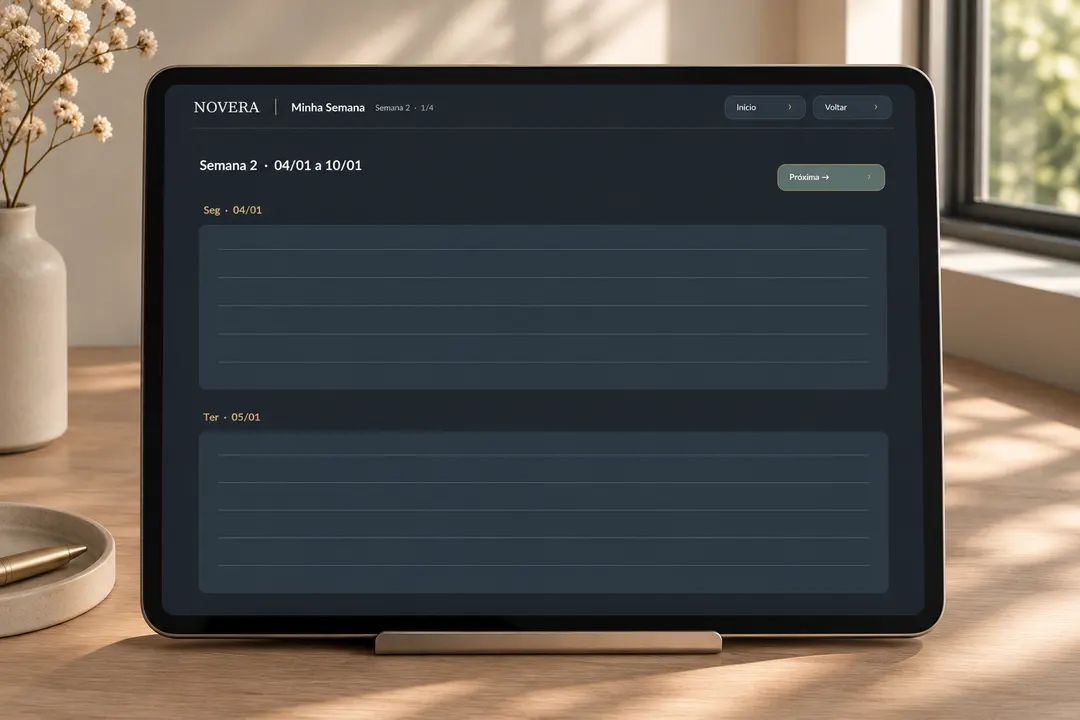 NOVERA | Minha Semana Semana 2 · 1/4 Início › Voltar ›
Semana 2 · 04/01 a 10/01
Próxima → ›
Seg · 04/01
Ter · 05/01